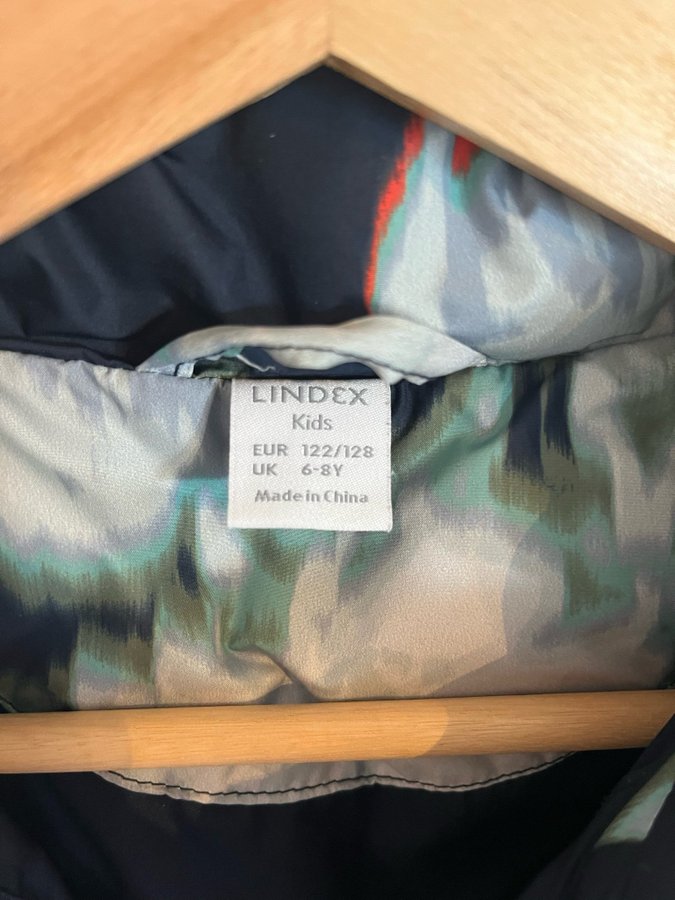 LINDEX
Kids
EUR 122/128
UK 6-8Y
Made in China